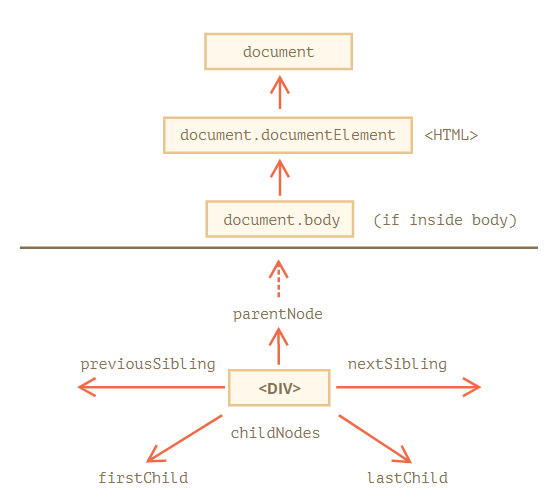 document
document.documentElement <HTML>
document.body (if inside body)
parentNode
previousSibling nextSibling
<DIV>
childNodes
firstChild lastChild